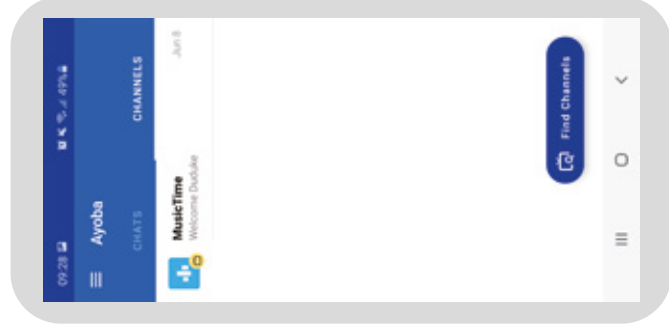 09:28 49%
Ayoba
CHATS CHANNELS
MusicTime Jun 8
Welcome Duduke
Find Channels